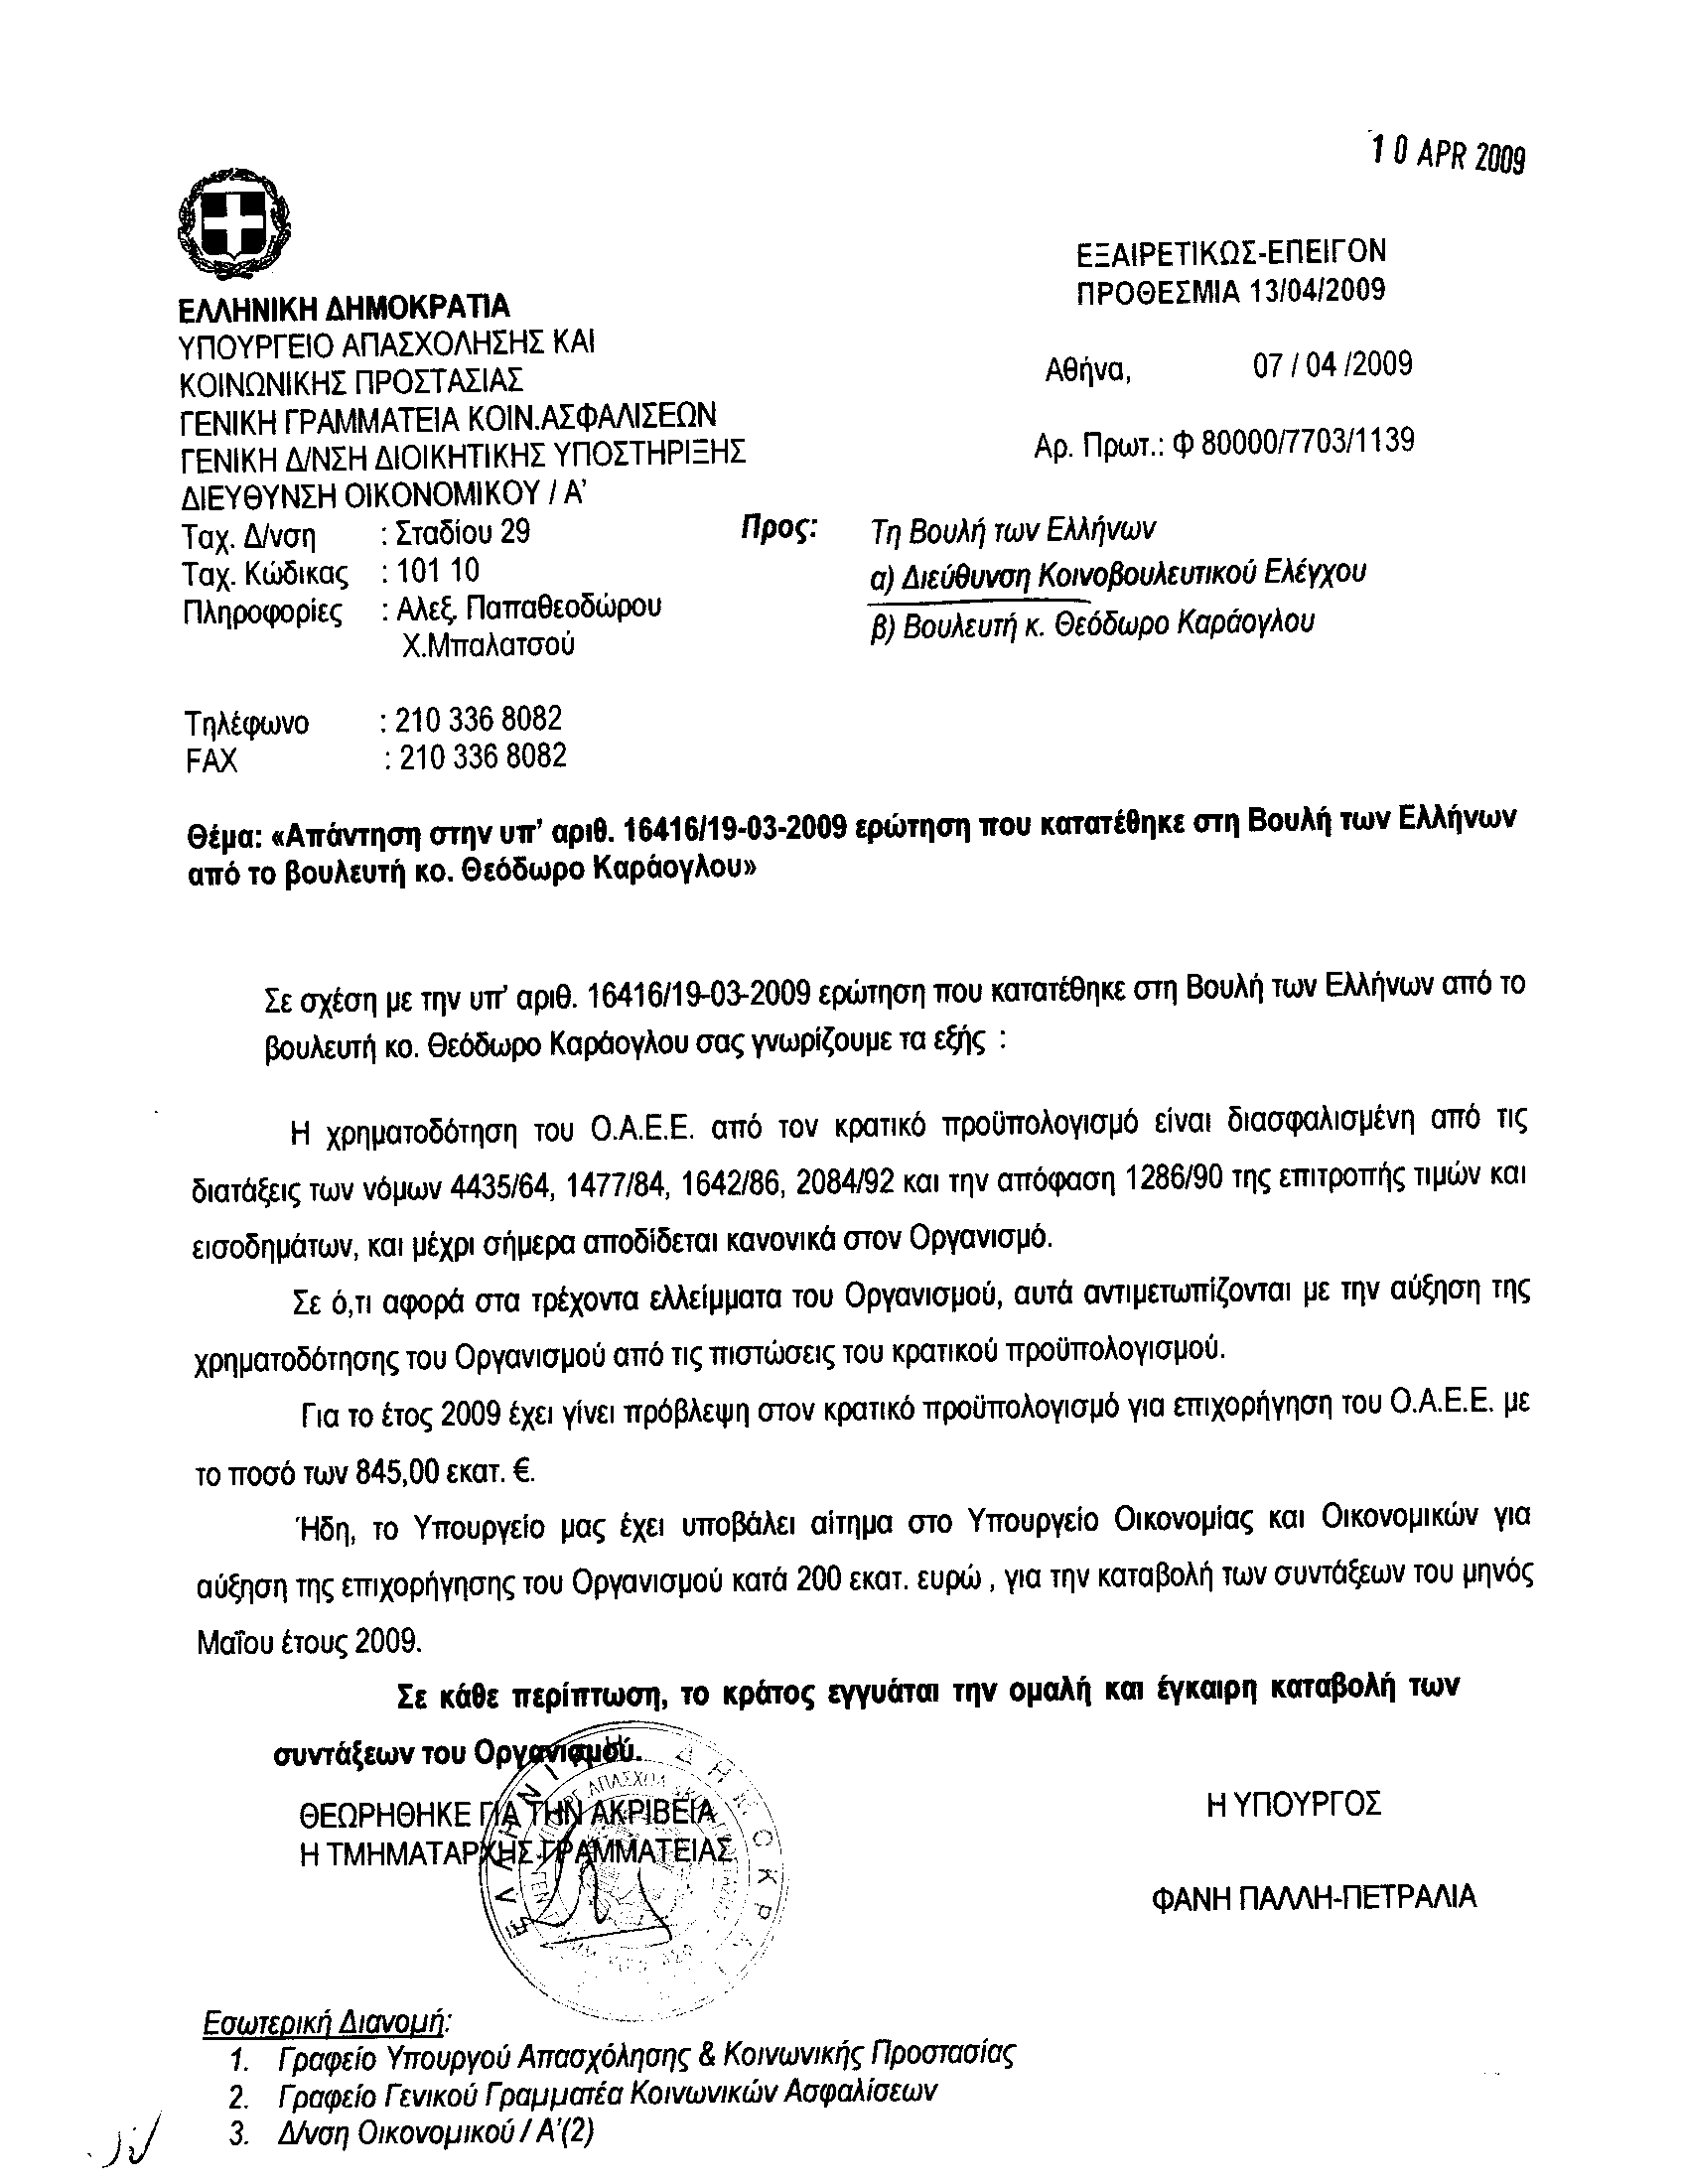 10 APR 2009
ΕΞΑΙΡΕΤΙΚΩΣ-ΕΠΕΙΓΟΝ
ΠΡΟΘΕΣΜΙΑ 13/04/2009
ΕΛΛΗΝΙΚΗ ΔΗΜΟΚΡΑΤΙΑ
ΥΠΟΥΡΓΕΙΟ ΑΠΑΣΧΟΛΗΣΗΣ ΚΑΙ
ΚΟΙΝΩΝΙΚΗΣ ΠΡΟΣΤΑΣΙΑΣ
ΓΕΝΙΚΗ ΓΡΑΜΜΑΤΕΙΑ ΚΟΙΝ.ΑΣΦΑΛΙΣΕΩΝ
ΓΕΝΙΚΗ Δ/ΝΣΗ ΔΙΟΙΚΗΤΙΚΗΣ ΥΠΟΣΤΗΡΙΞΗΣ
ΔΙΕΥΘΥΝΣΗ ΟΙΚΟΝΟΜΙΚΟΥ / Α'
Αθήνα, 07 / 04 /2009
Αρ. Πρωτ.: Φ 80000/7703/1139
Ταχ. Δ/νση : Σταδίου 29
Ταχ. Κώδικας : 101 10
Πληροφορίες : Αλεξ. Παπαθεοδώρου
Χ.Μπαλατσού
Προς: Τη Βουλή των Ελλήνων
α) Διεύθυνση Κοινοβουλευτικού Ελέγχου
β) Βουλευτή κ. Θεόδωρο Καράογλου
Τηλέφωνο : 210 336 8082
FAX : 210 336 8082
Θέμα: «Απάντηση στην υπ' αριθ. 16416/19-03-2009 ερώτηση που κατατέθηκε στη Βουλή των Ελλήνων
από το βουλευτή κο. Θεόδωρο Καράογλου»
Σε σχέση με την υπ' αριθ. 16416/19-03-2009 ερώτηση που κατατέθηκε στη Βουλή των Ελλήνων από το
βουλευτή κο. Θεόδωρο Καράογλου σας γνωρίζουμε τα εξής :
Η χρηματοδότηση του Ο.Α.Ε.Ε. από τον κρατικό προϋπολογισμό είναι διασφαλισμένη από τις
διατάξεις των νόμων 4435/64, 1477/84, 1642/86, 2084/92 και την απόφαση 1286/90 της επιτροπής τιμών και
εισοδημάτων, και μέχρι σήμερα αποδίδεται κανονικά στον Οργανισμό.
Σε ό,τι αφορά στα τρέχοντα ελλείμματα του Οργανισμού, αυτά αντιμετωπίζονται με την αύξηση της
χρηματοδότησης του Οργανισμού από τις πιστώσεις του κρατικού προϋπολογισμού.
Για το έτος 2009 έχει γίνει πρόβλεψη στον κρατικό προϋπολογισμό για επιχορήγηση του Ο.Α.Ε.Ε. με
το ποσό των 845,00 εκατ. €.
Ήδη, το Υπουργείο μας έχει υποβάλει αίτημα στο Υπουργείο Οικονομίας και Οικονομικών για
αύξηση της επιχορήγησης του Οργανισμού κατά 200 εκατ. ευρώ , για την καταβολή των συντάξεων του μηνός
Μαΐου έτους 2009.
Σε κάθε περίπτωση, το κράτος εγγυάται την ομαλή και έγκαιρη καταβολή των
συντάξεων του Οργανισμού.
ΘΕΩΡΗΘΗΚΕ ΓΙΑ ΤΗΝ ΑΚΡΙΒΕΙΑ
Η ΤΜΗΜΑΤΑΡΧΗΣ ΓΡΑΜΜΑΤΕΙΑΣ
Η ΥΠΟΥΡΓΟΣ
ΦΑΝΗ ΠΑΛΛΗ-ΠΕΤΡΑΛΙΑ
Εσωτερική Διανομή:
1. Γραφείο Υπουργού Απασχόλησης & Κοινωνικής Προστασίας
2. Γραφείο Γενικού Γραμματέα Κοινωνικών Ασφαλίσεων
3. Δ/νση Οικονομικού / Α'(2)